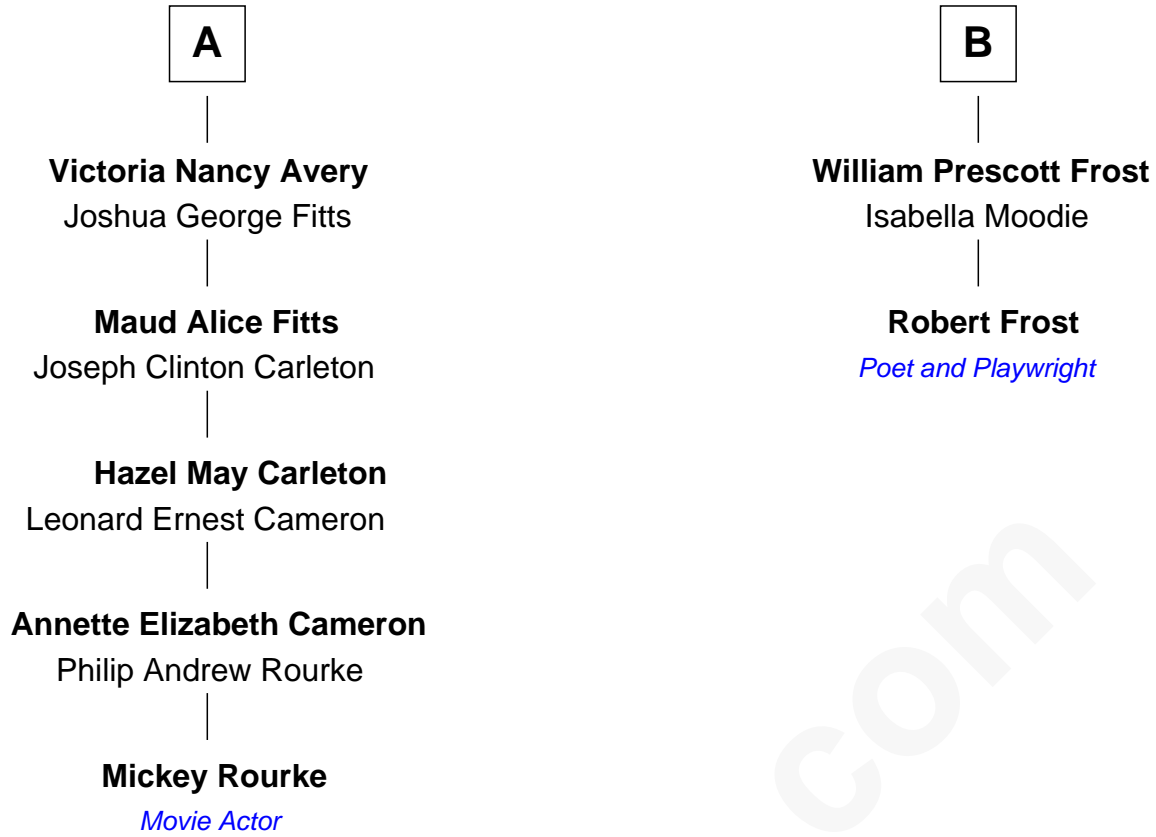 A
Victoria Nancy Avery
Joshua George Fitts
Maud Alice Fitts
Joseph Clinton Carleton
Hazel May Carleton
Leonard Ernest Cameron
Annette Elizabeth Cameron
Philip Andrew Rourke
Mickey Rourke
Movie Actor
B
William Prescott Frost
Isabella Moodie
Robert Frost
Poet and Playwright
com